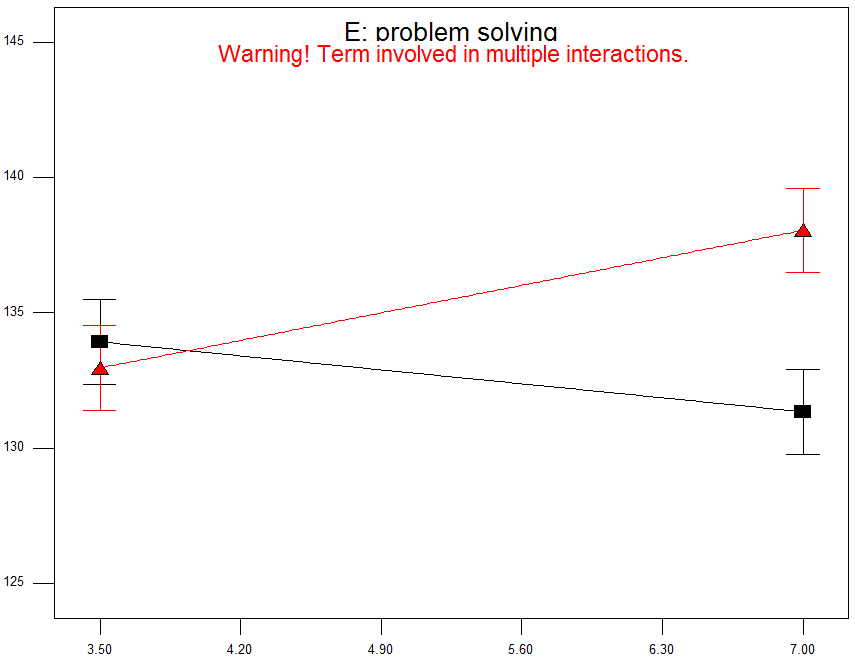 E: problem solving
Warning! Term involved in multiple interactions.
145
140
135
130
125
3.50 4.20 4.90 5.60 6.30 7.00